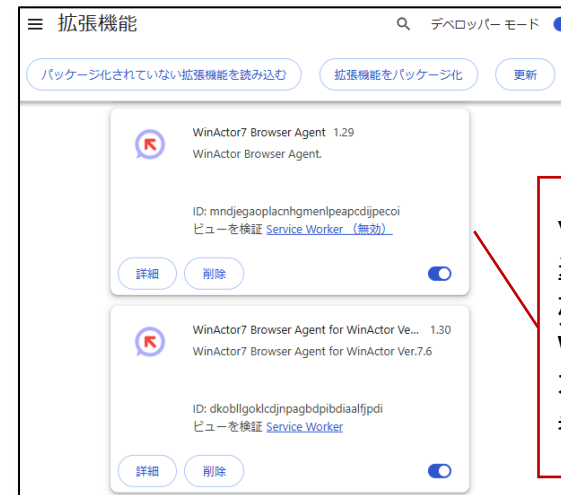 拡張機能
デベロッパー モード
パッケージ化されていない拡張機能を読み込む
拡張機能をパッケージ化
更新
WinActor7 Browser Agent 1.29
WinActor Browser Agent.
ID: mndjegaoplacnhgmenlpeapcdijpecoi
ビューを検証 Service Worker （無効）
詳細
削除
WinActor7 Browser Agent for WinActor Ve... 1.30
WinActor7 Browser Agent for WinActor Ver.7.6
ID: dkobllgoklcdjnpagbdpibdiaalfjpdi
ビューを検証 Service Worker
詳細
削除